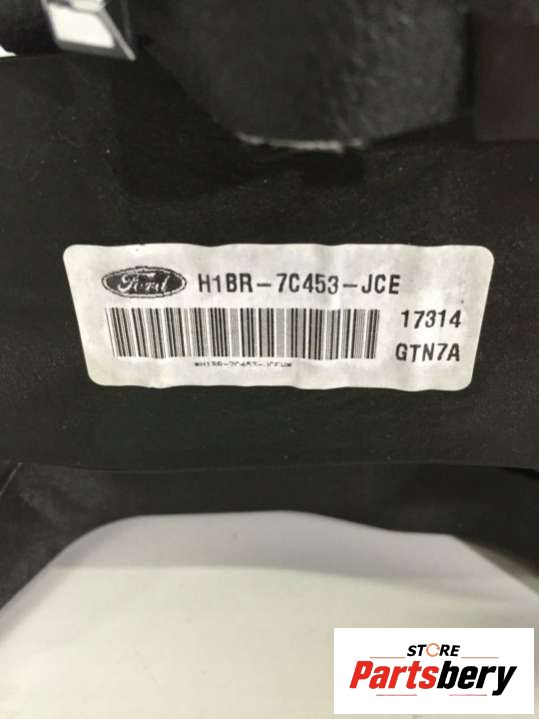 Ford H1BR-7C453-JCE
17314
GTN7A
STORE
Partsbery